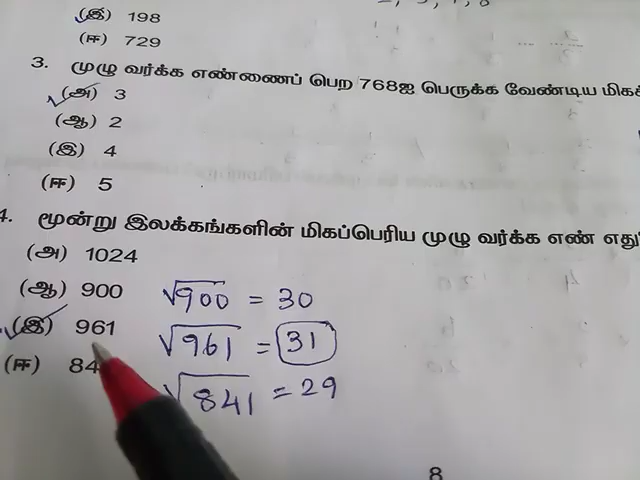 (இ) 198
(ஈ) 729
3. முழு வர்க்க எண்ணைப் பெற 768ஐ பெருக்க வேண்டிய
(அ) 3
(ஆ) 2
(இ) 4
(ஈ) 5
4. மூன்று இலக்கங்களின் மிகப்பெரிய முழு வர்க்க எண் எது?
(அ) 1024
(ஆ) 900 √900 = 30
(இ) 961 √961 = 31
(ஈ) 84 √841 = 29
8